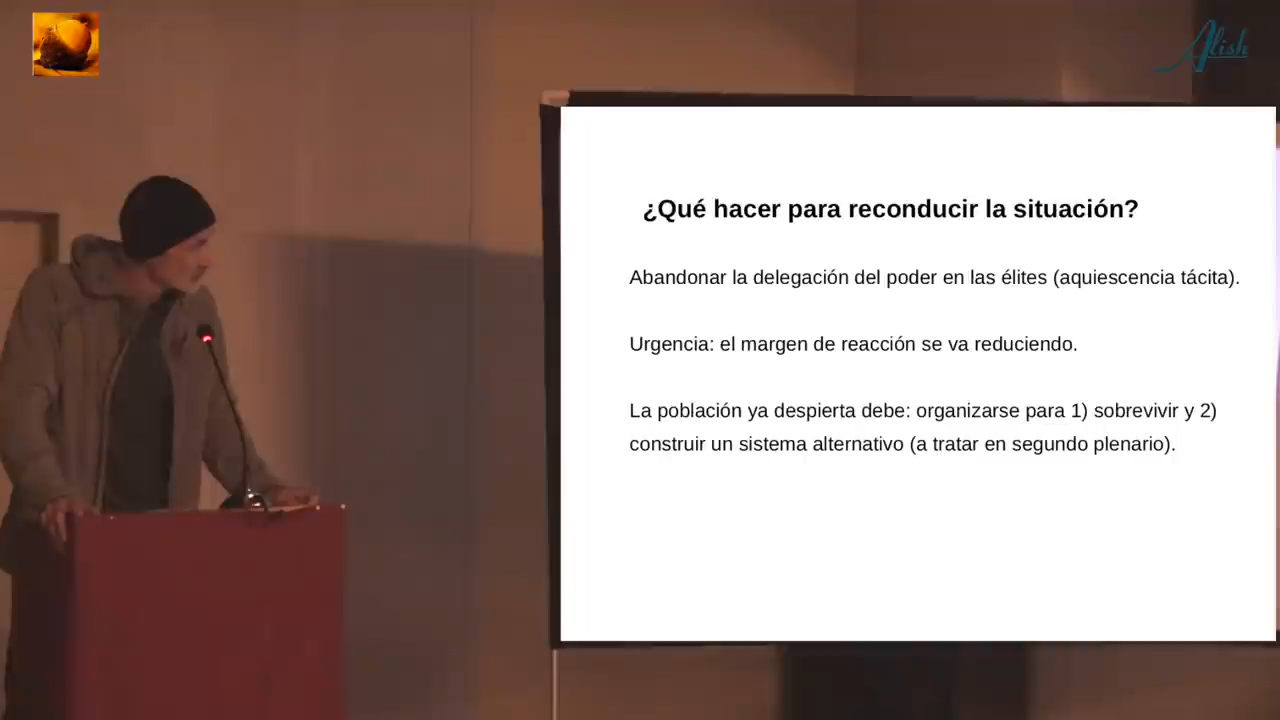 Alish
¿Qué hacer para reconducir la situación?
Abandonar la delegación del poder en las élites (aquiescencia tácita).
Urgencia: el margen de reacción se va reduciendo.
La población ya despierta debe: organizarse para 1) sobrevivir y 2)
construir un sistema alternativo (a tratar en segundo plenario).